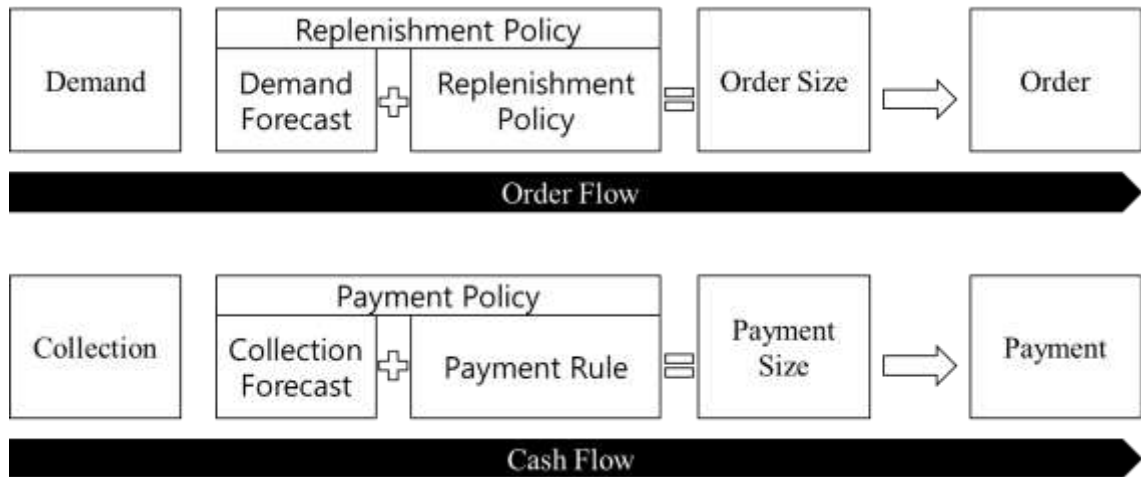 Demand
Replenishment Policy
Demand
Forecast
Replenishment
Policy
Order Size
Order
Order Flow
Collection
Payment Policy
Collection
Forecast
Payment Rule
Payment
Size
Payment
Cash Flow